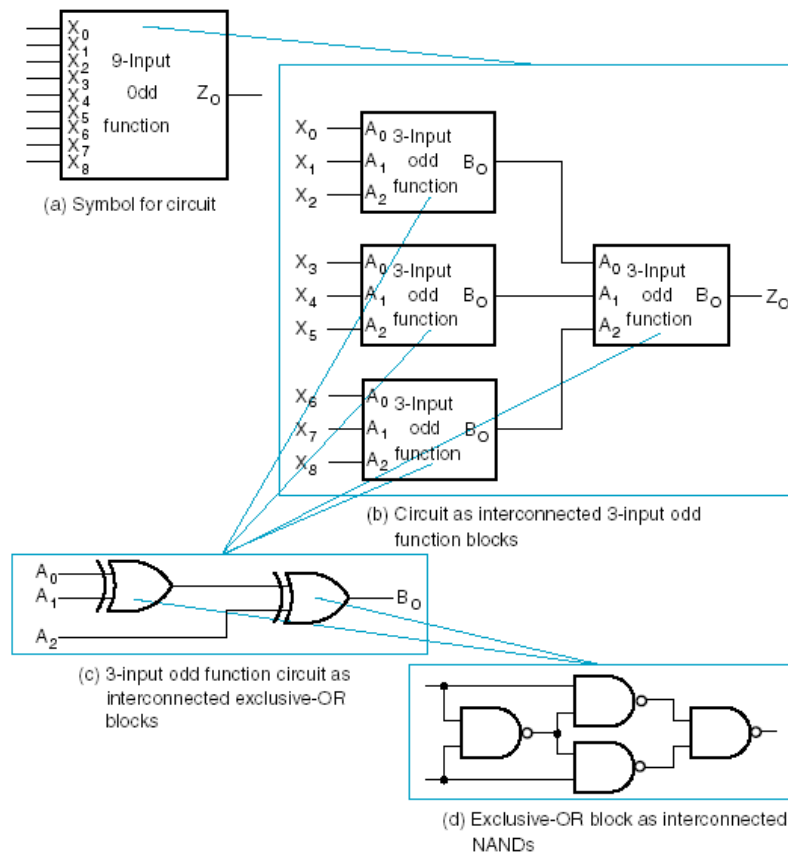 X0
X1
X2
X3
X4
X5
X6
X7
X8
9-Input
Odd
function
ZO
(a) Symbol for circuit
X0
X1
X2
A0
A1
A2
3-Input
odd
function
BO
X3
X4
X5
A0
A1
A2
3-Input
odd
function
BO
X6
X7
X8
A0
A1
A2
3-Input
odd
function
BO
A0
A1
A2
3-Input
odd
function
BO
ZO
(b) Circuit as interconnected 3-input odd
function blocks
A0
A1
A2
BO
(c) 3-input odd function circuit as
interconnected exclusive-OR
blocks
(d) Exclusive-OR block as interconnected
NANDs